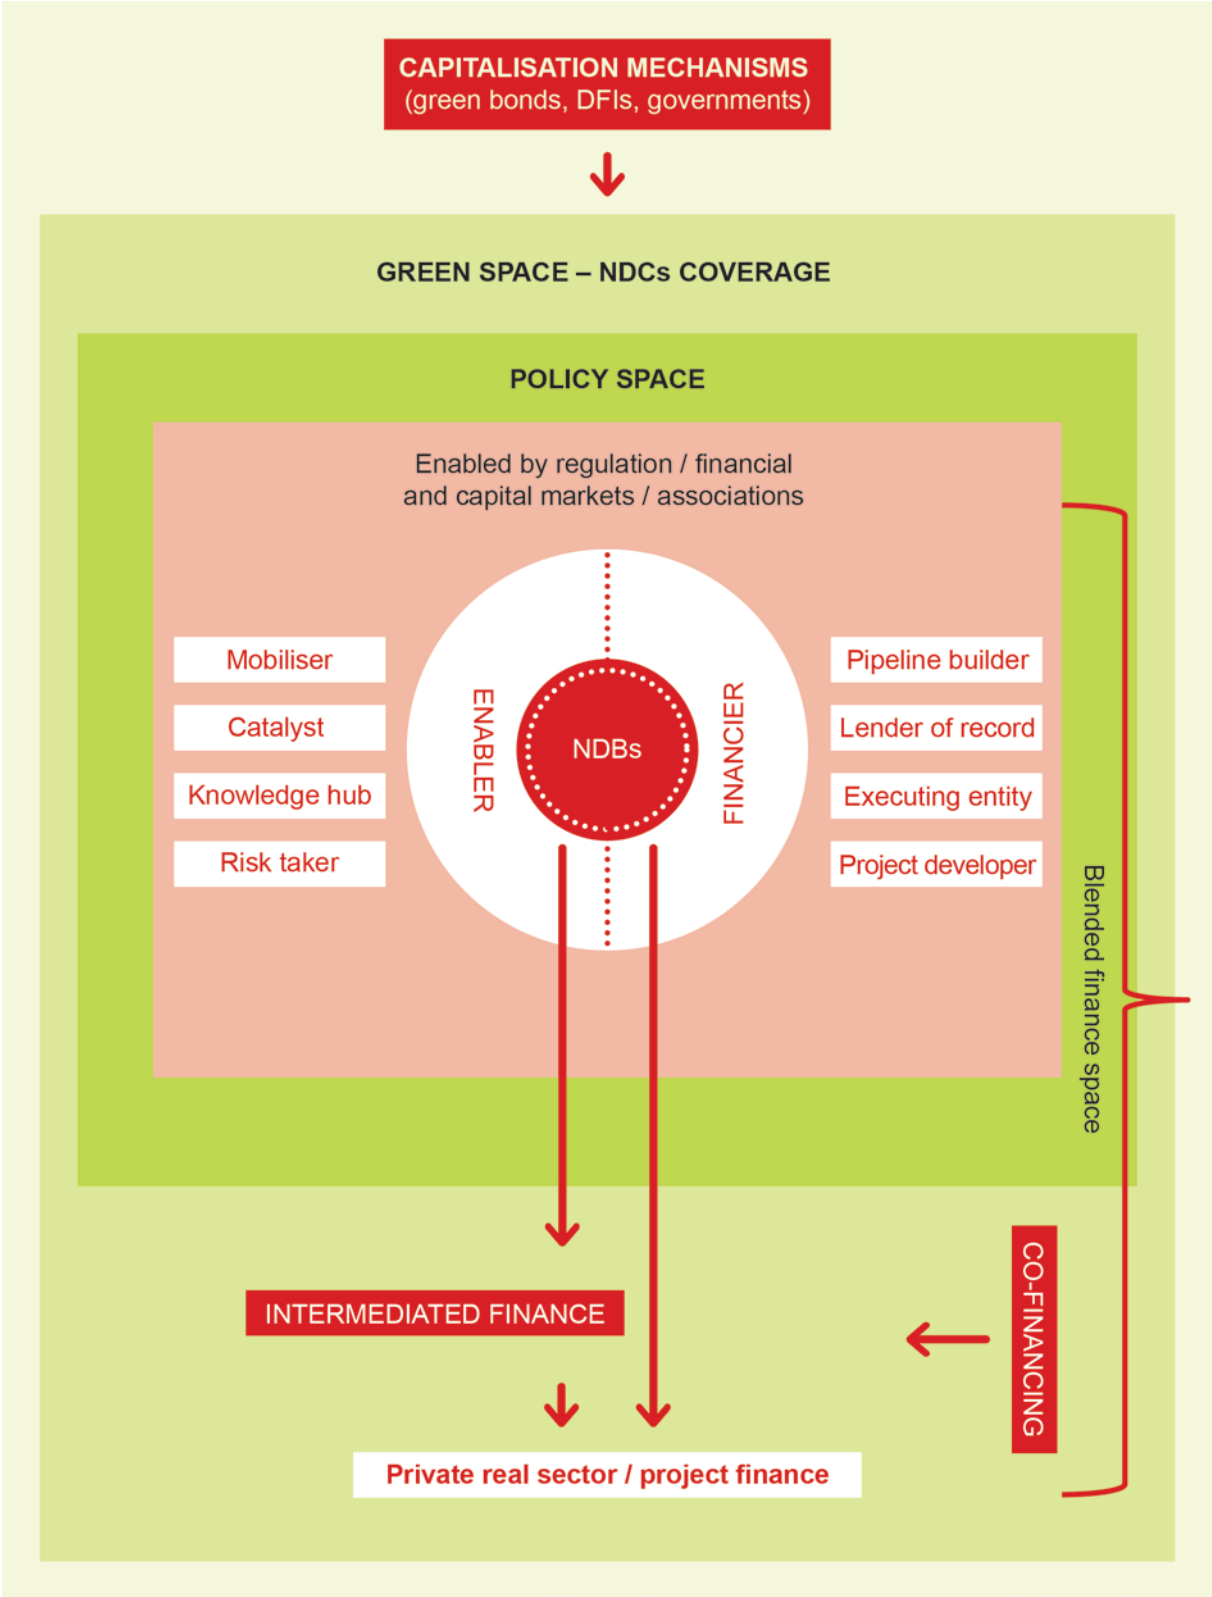 CAPITALISATION MECHANISMS
(green bonds, DFIs, governments)
GREEN SPACE – NDCs COVERAGE
POLICY SPACE
Enabled by regulation / financial
and capital markets / associations
Mobiliser
Catalyst
Knowledge hub
Risk taker
ENABLER
NDBs
FINANCIER
Pipeline builder
Lender of record
Executing entity
Project developer
Blended finance space
CO-FINANCING
INTERMEDIATED FINANCE
Private real sector / project finance